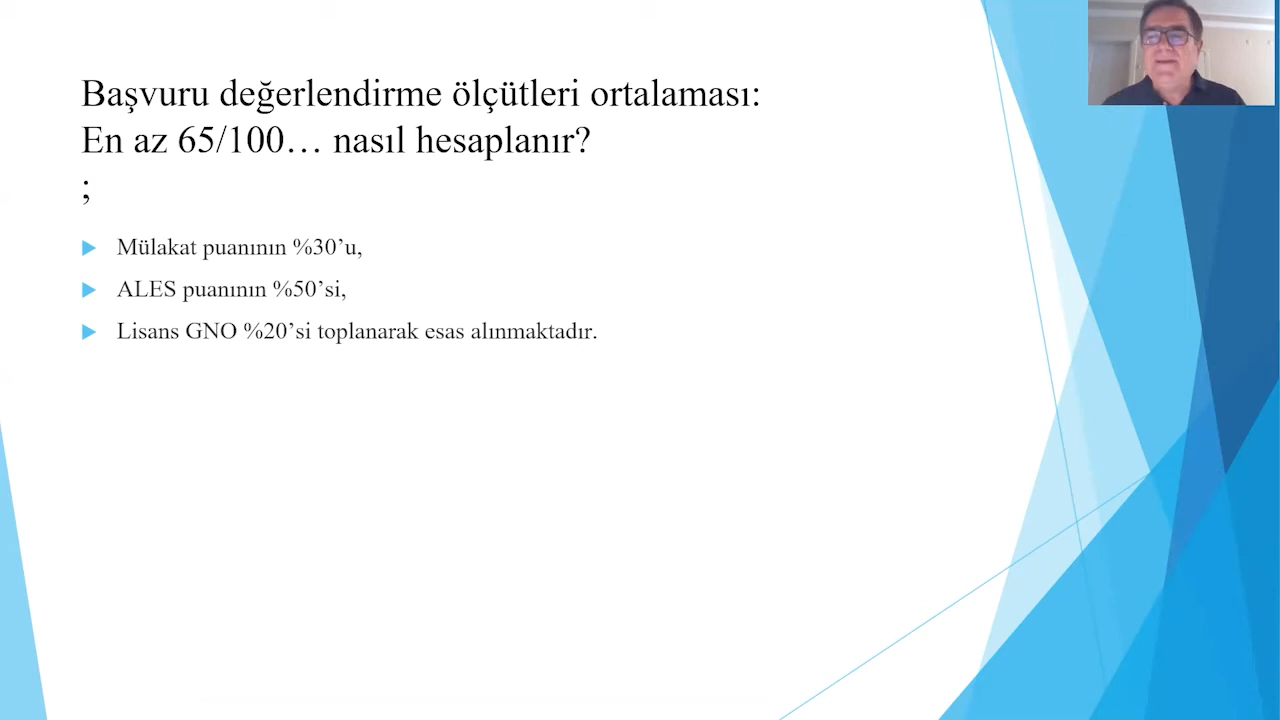 Başvuru değerlendirme ölçütleri ortalaması:
En az 65/100… nasıl hesaplanır?
;
Mülakat puanının %30’u,
ALES puanının %50’si,
Lisans GNO %20’si toplanarak esas alınmaktadır.